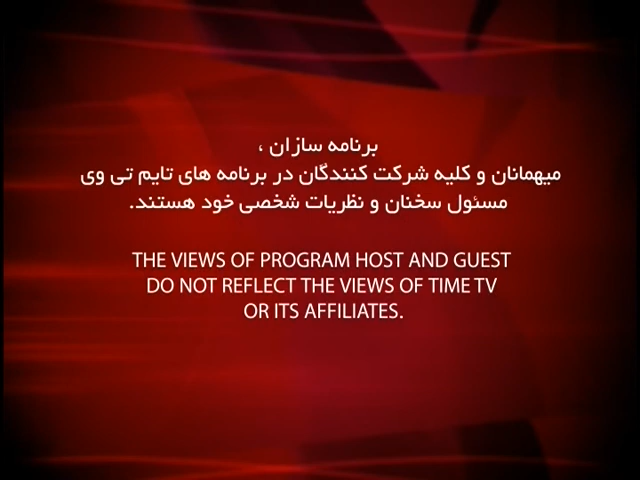 برنامه سازان ،
میهمانان و کلیه شرکت کنندگان در برنامه های تایم تی وی
مسئول سخنان و نظریات شخصی خود هستند.
THE VIEWS OF PROGRAM HOST AND GUEST
DO NOT REFLECT THE VIEWS OF TIME TV
OR ITS AFFILIATES.